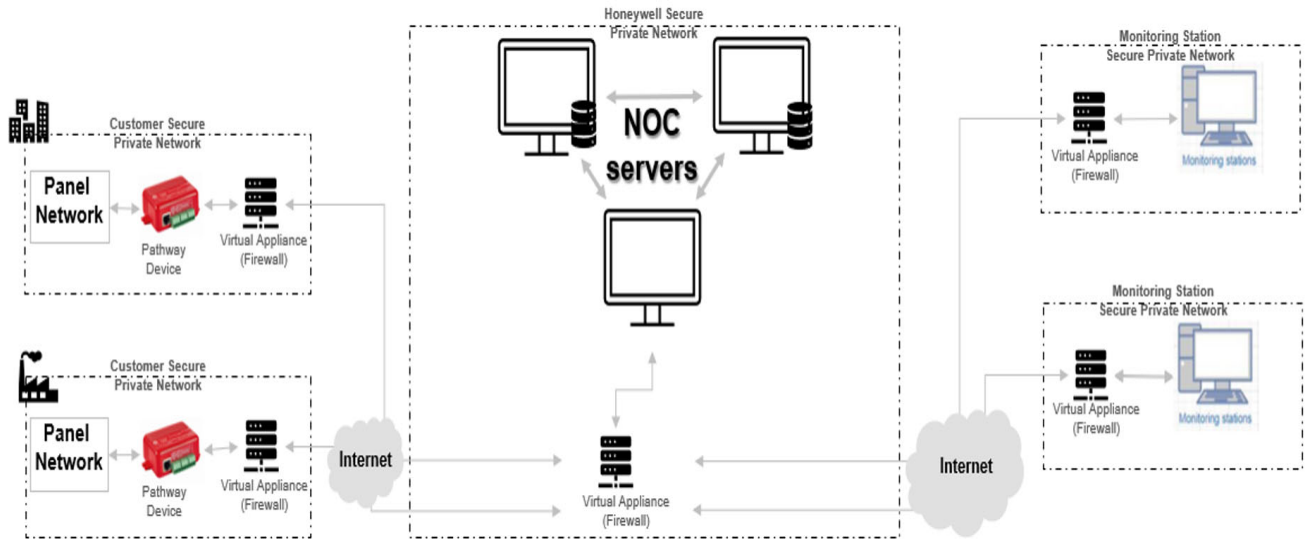 Honeywell Secure
Private Network
NOC
servers
Virtual Appliance
(Firewall)
Customer Secure
Private Network
Panel
Network
Pathway
Device
Virtual Appliance
(Firewall)
Customer Secure
Private Network
Panel
Network
Pathway
Device
Virtual Appliance
(Firewall)
Internet
Internet
Monitoring Station
Secure Private Network
Virtual Appliance
(Firewall)
Monitoring stations
Monitoring Station
Secure Private Network
Virtual Appliance
(Firewall)
Monitoring stations